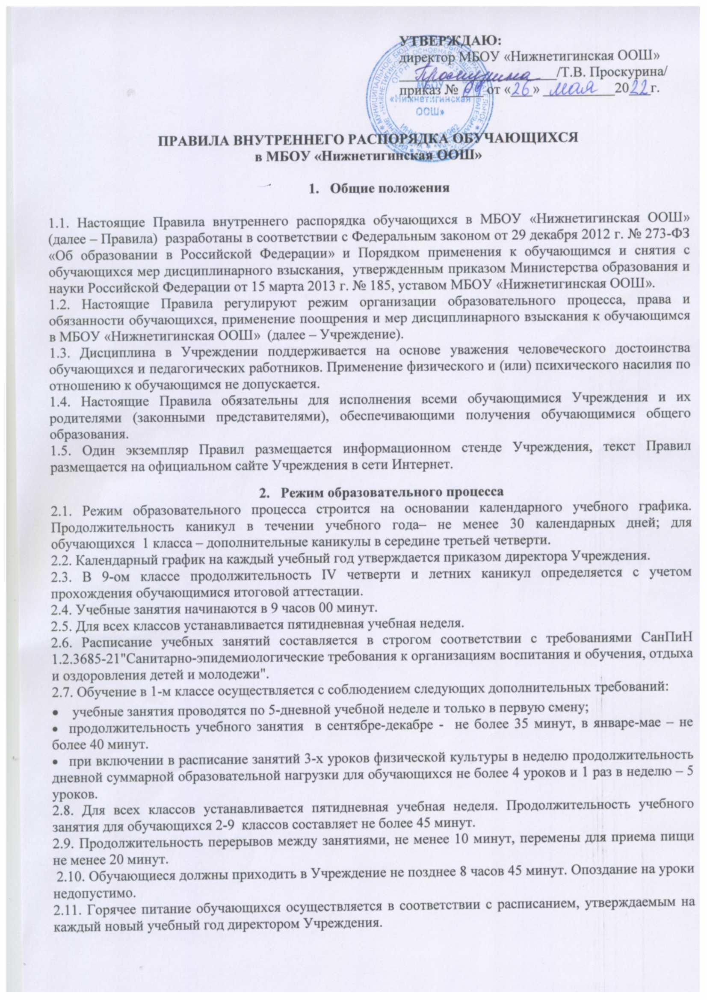 УТВЕРЖДАЮ:
директор МБОУ «Нижнетигинская ООШ»
Проскурина /Т.В. Проскурина/
приказ № 69 от «26» мая 2022 г.
МБОУ
«Нижнетигинская
ООШ»
ПРАВИЛА ВНУТРЕННЕГО РАСПОРЯДКА ОБУЧАЮЩИХСЯ
в МБОУ «Нижнетигинская ООШ»
1. Общие положения
1.1. Настоящие Правила внутреннего распорядка обучающихся в МБОУ «Нижнетигинская ООШ»
(далее – Правила) разработаны в соответствии с Федеральным законом от 29 декабря 2012 г. № 273-ФЗ
«Об образовании в Российской Федерации» и Порядком применения к обучающимся и снятия с
обучающихся мер дисциплинарного взыскания, утвержденным приказом Министерства образования и
науки Российской Федерации от 15 марта 2013 г. № 185, уставом МБОУ «Нижнетигинская ООШ».
1.2. Настоящие Правила регулируют режим организации образовательного процесса, права и
обязанности обучающихся, применение поощрения и мер дисциплинарного взыскания к обучающимся
в МБОУ «Нижнетигинская ООШ» (далее – Учреждение).
1.3. Дисциплина в Учреждении поддерживается на основе уважения человеческого достоинства
обучающихся и педагогических работников. Применение физического и (или) психического насилия по
отношению к обучающимся не допускается.
1.4. Настоящие Правила обязательны для исполнения всеми обучающимися Учреждения и их
родителями (законными представителями), обеспечивающими получения обучающимися общего
образования.
1.5. Один экземпляр Правил размещается информационном стенде Учреждения, текст Правил
размещается на официальном сайте Учреждения в сети Интернет.
2. Режим образовательного процесса
2.1. Режим образовательного процесса строится на основании календарного учебного графика.
Продолжительность каникул в течении учебного года– не менее 30 календарных дней; для
обучающихся 1 класса – дополнительные каникулы в середине третьей четверти.
2.2. Календарный график на каждый учебный год утверждается приказом директора Учреждения.
2.3. В 9-ом классе продолжительность IV четверти и летних каникул определяется с учетом
прохождения обучающимися итоговой аттестации.
2.4. Учебные занятия начинаются в 9 часов 00 минут.
2.5. Для всех классов устанавливается пятидневная учебная неделя.
2.6. Расписание учебных занятий составляется в строгом соответствии с требованиями СанПиН
1.2.3685-21"Санитарно-эпидемиологические требования к организациям воспитания и обучения, отдыха
и оздоровления детей и молодежи".
2.7. Обучение в 1-м классе осуществляется с соблюдением следующих дополнительных требований:
• учебные занятия проводятся по 5-дневной учебной неделе и только в первую смену;
• продолжительность учебного занятия в сентябре-декабре - не более 35 минут, в январе-мае – не
более 40 минут.
• при включении в расписание занятий 3-х уроков физической культуры в неделю продолжительность
дневной суммарной образовательной нагрузки для обучающихся не более 4 уроков и 1 раз в неделю – 5
уроков.
2.8. Для всех классов устанавливается пятидневная учебная неделя. Продолжительность учебного
занятия для обучающихся 2-9 классов составляет не более 45 минут.
2.9. Продолжительность перерывов между занятиями, не менее 10 минут, перемены для приема пищи
не менее 20 минут.
2.10. Обучающиеся должны приходить в Учреждение не позднее 8 часов 45 минут. Опоздание на уроки
недопустимо.
2.11. Горячее питание обучающихся осуществляется в соответствии с расписанием, утверждаемым на
каждый новый учебный год директором Учреждения.